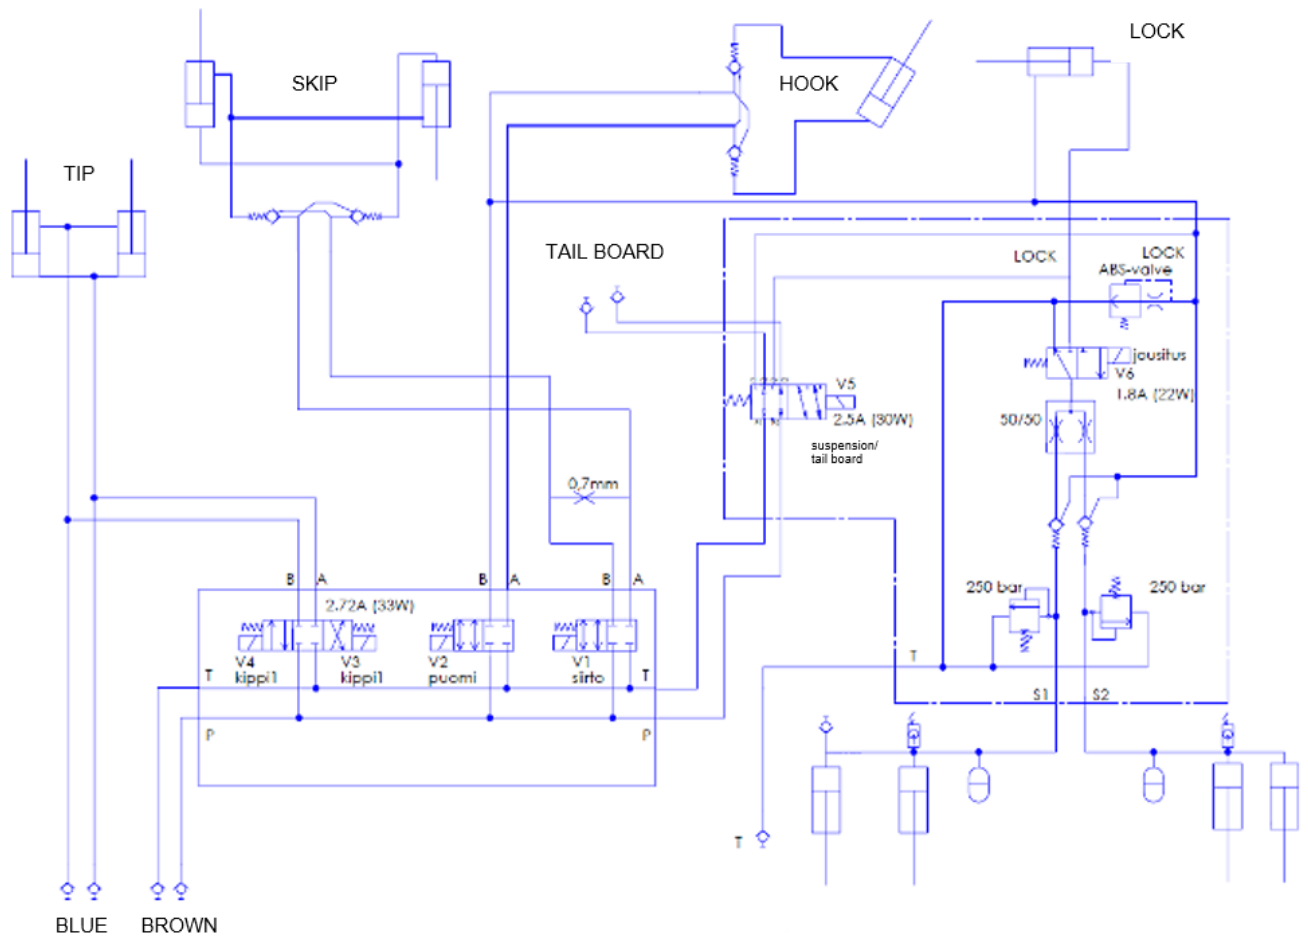 LOCK
SKIP
HOOK
TIP
TAIL BOARD
LOCK
LOCK
ABS-valve
jousitus
V6
1.8A (22W)
V5
2.5A (30W)
50/50
suspension/
tail board
0,7mm
B A
B A
B A
2.72A (33W)
250 bar
250 bar
V4
kippi1
V3
kippi1
V2
puomi
V1
siirto
T
T
T
P
P
S1
S2
T
BLUE
BROWN